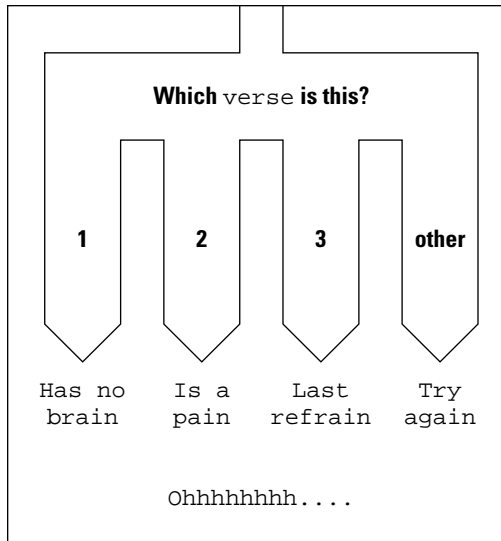 Which verse is this?
1 2 3 other
Has no Is a Last Try
brain pain refrain again
Ohhhhhhhh....